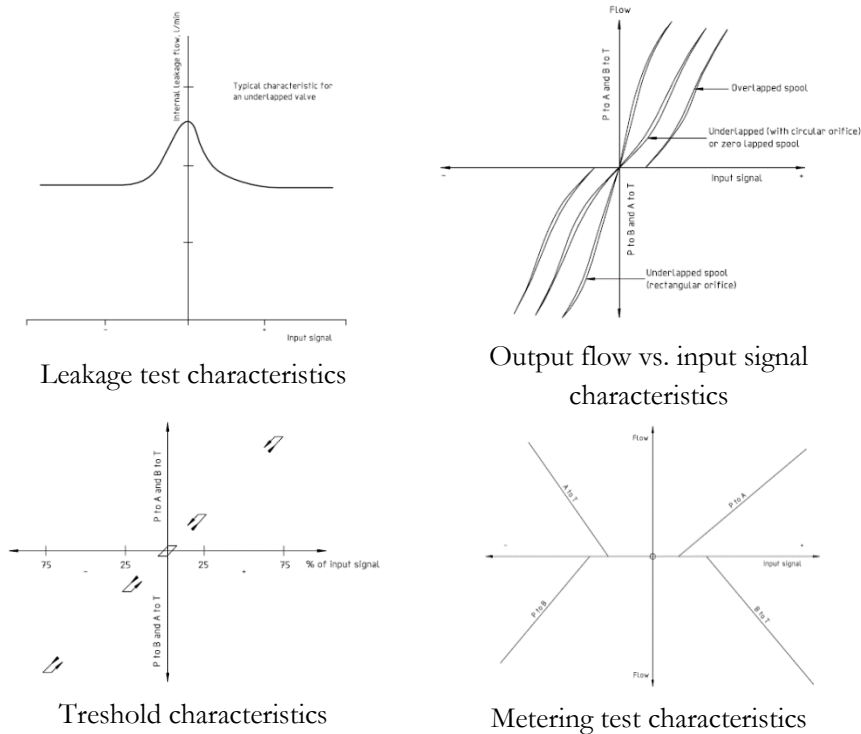 Internal leakage flow, l/min
Typical characteristic for
an underlapped valve
-
+
Input signal
Leakage test characteristics
Flow
P to A and B to T
Overlapped spool
Underlapped (with circular orifice)
or zero lapped spool
-
Input signal
+
P to B and A to T
Underlapped spool
(rectangular orifice)
Output flow vs. input signal
characteristics
P to A and B to T
75
-
25
25
+
75
% of input signal
P to B and A to T
Treshold characteristics
Flow
A to T
P to A
-
+
Input signal
P to B
B to T
Flow
Metering test characteristics